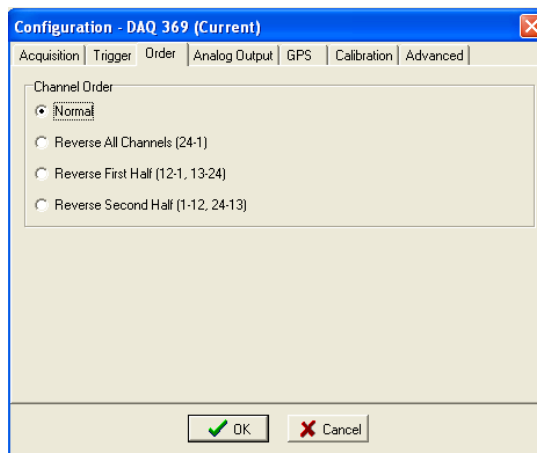 Configuration - DAQ 369 (Current)
Acquisition Trigger Order Analog Output GPS Calibration Advanced
Channel Order
Normal
Reverse All Channels (24-1)
Reverse First Half (12-1, 13-24)
Reverse Second Half (1-12, 24-13)
OK Cancel